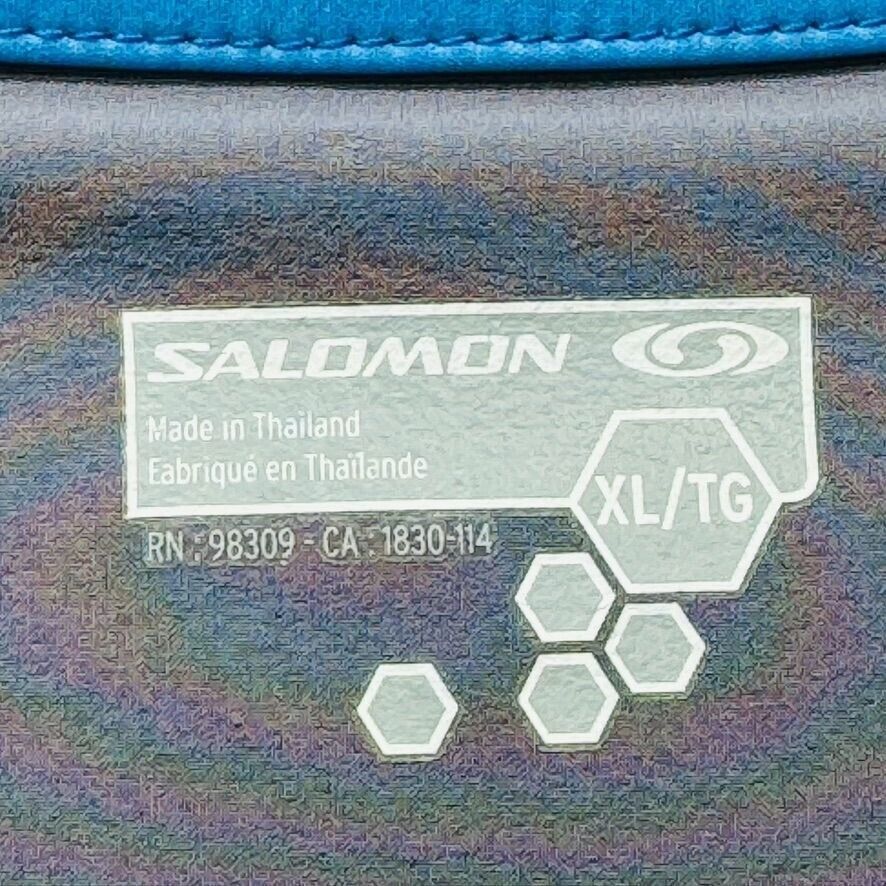 SALOMON
Made in Thailand
Fabriqué en Thaïlande
XL/TG
RN : 98309 - CA : 1830-114